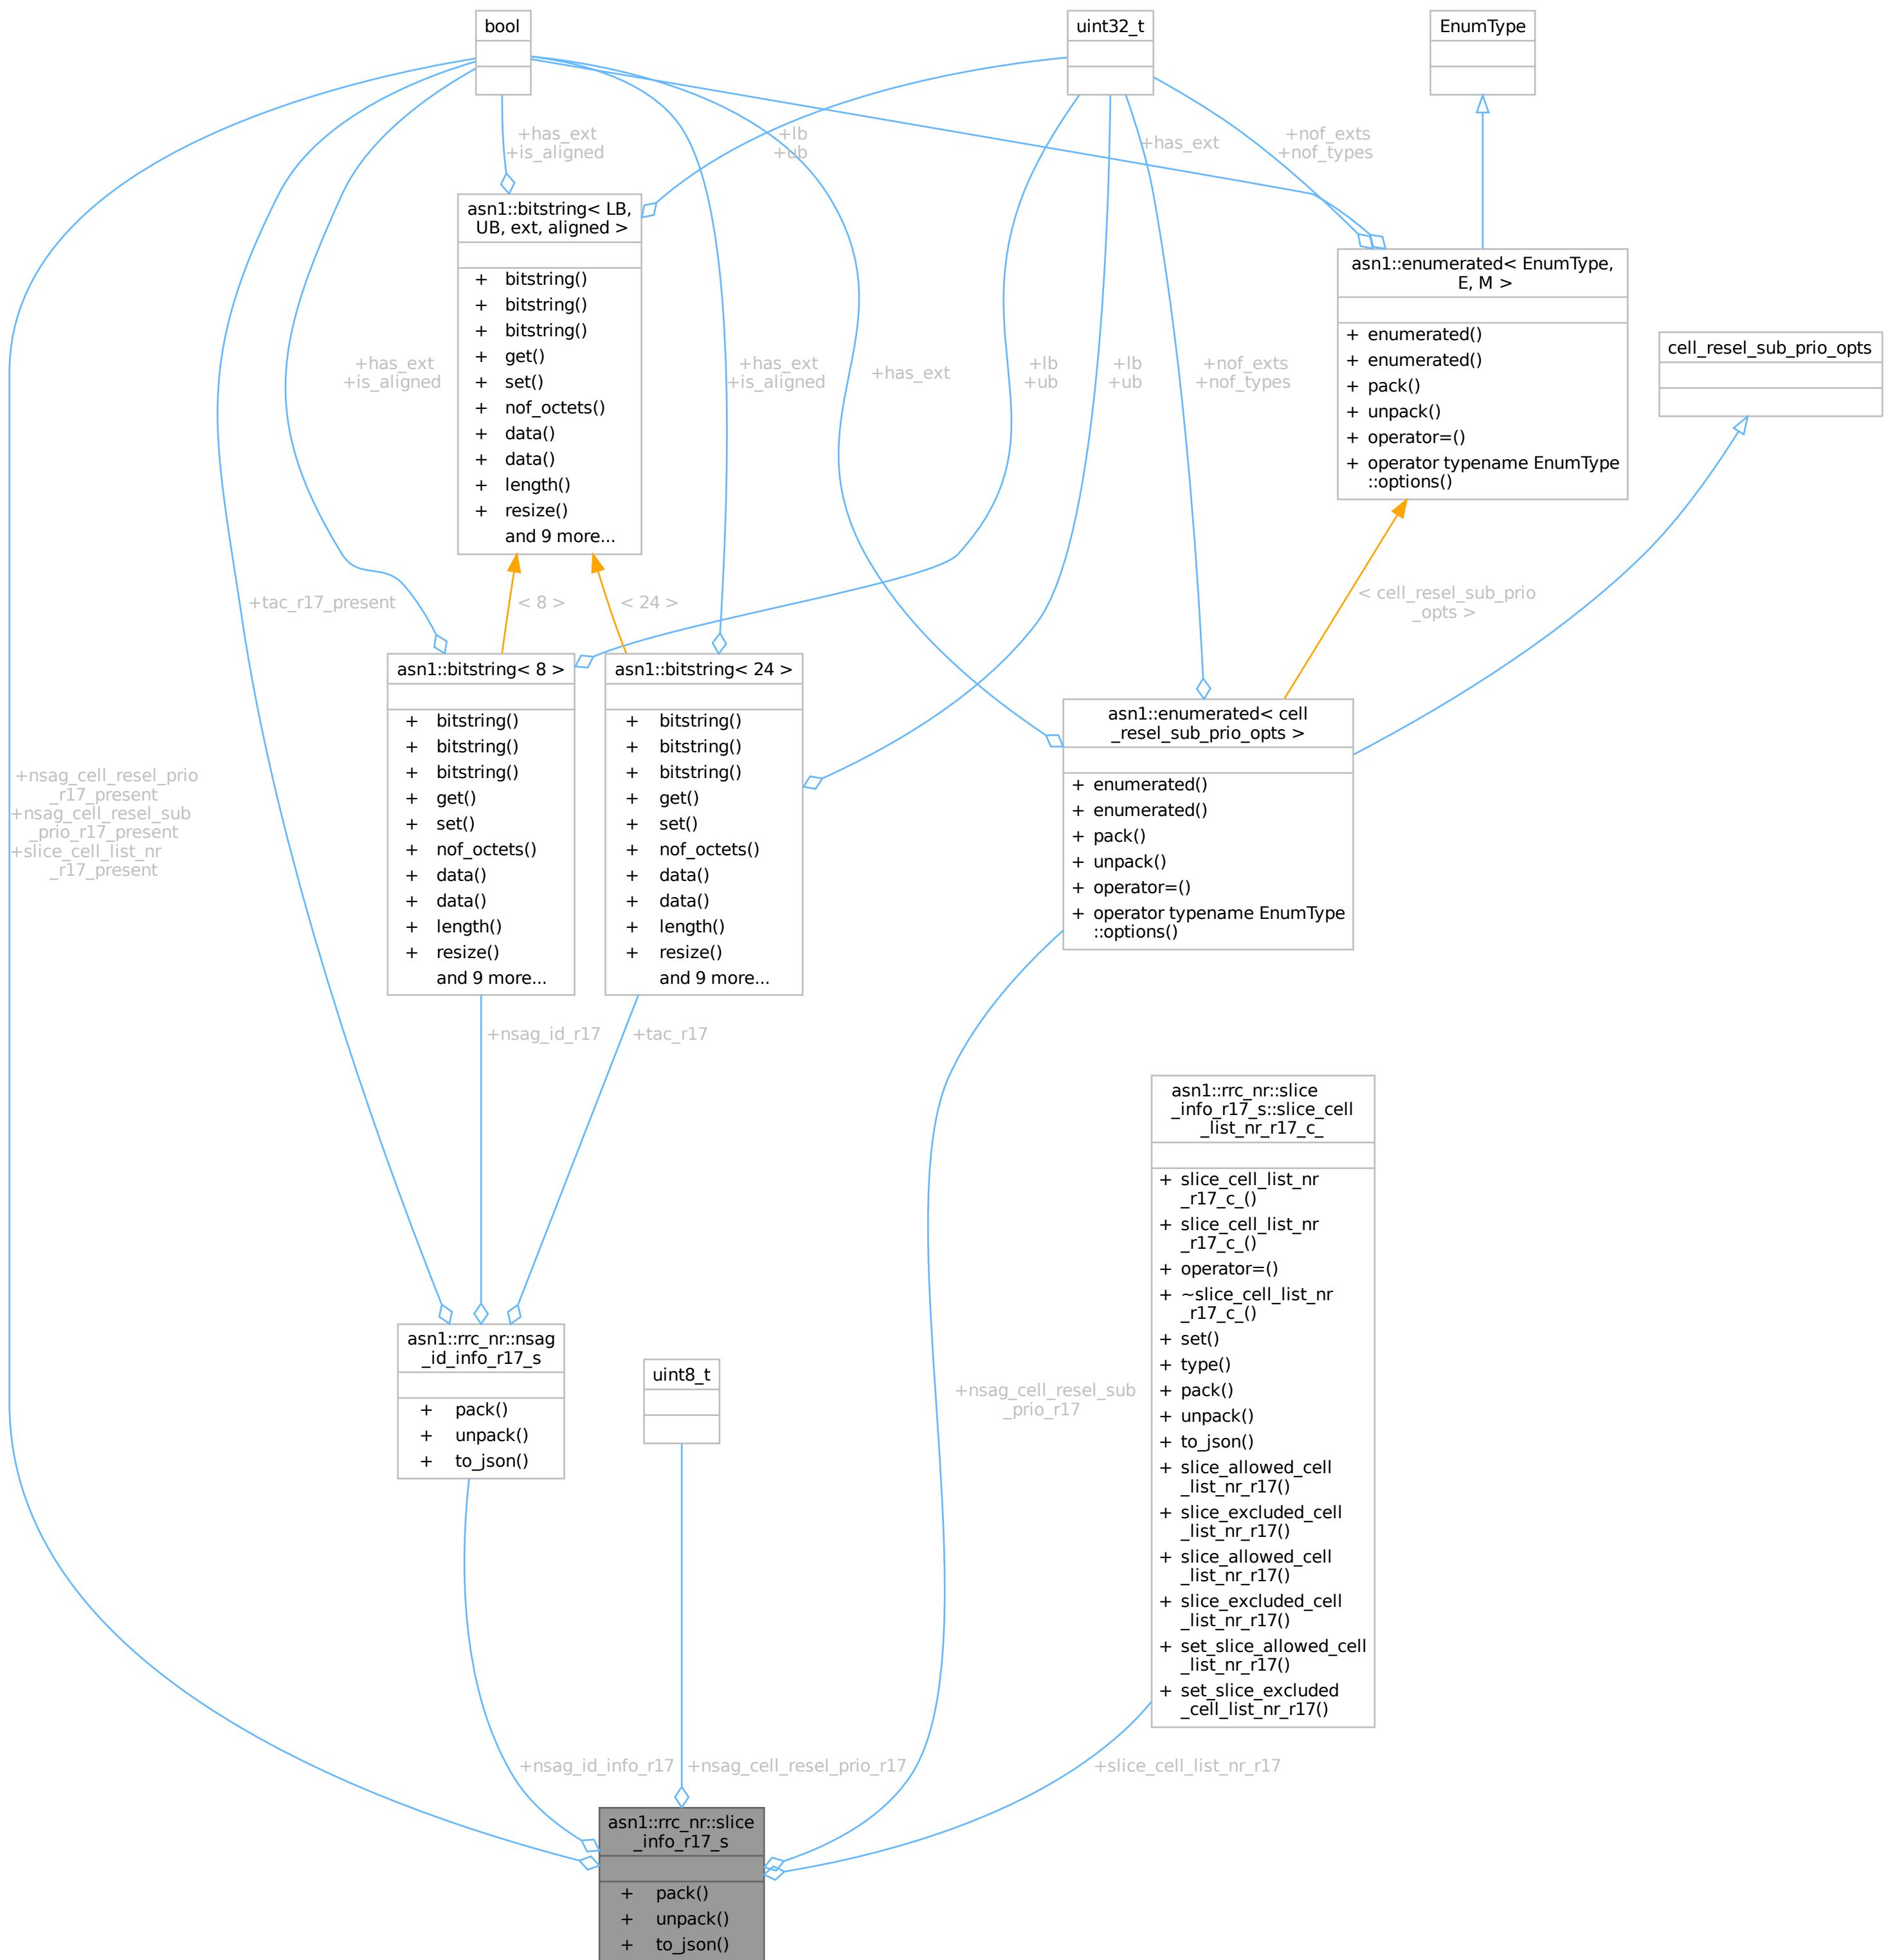 bool
uint32_t
EnumType
+has_ext
+is_aligned
+lb
+ub
+has_ext
+nof_exts
+nof_types
asn1::bitstring< LB,
UB, ext, aligned >
+ bitstring()
+ bitstring()
+ bitstring()
+ get()
+ set()
+ nof_octets()
+ data()
+ data()
+ length()
+ resize()
and 9 more...
asn1::enumerated< EnumType,
E, M >
+ enumerated()
+ enumerated()
+ pack()
+ unpack()
+ operator=()
+ operator typename EnumType
::options()
cell_resel_sub_prio_opts
+has_ext
+is_aligned
+has_ext
+is_aligned
+has_ext
+lb
+ub
+lb
+ub
+nof_exts
+nof_types
+tac_r17_present
< 8 >
< 24 >
< cell_resel_sub_prio
_opts >
asn1::bitstring< 8 >
+ bitstring()
+ bitstring()
+ bitstring()
+ get()
+ set()
+ nof_octets()
+ data()
+ data()
+ length()
+ resize()
and 9 more...
asn1::bitstring< 24 >
+ bitstring()
+ bitstring()
+ bitstring()
+ get()
+ set()
+ nof_octets()
+ data()
+ data()
+ length()
+ resize()
and 9 more...
asn1::enumerated< cell
_resel_sub_prio_opts >
+ enumerated()
+ enumerated()
+ pack()
+ unpack()
+ operator=()
+ operator typename EnumType
::options()
+nsag_cell_resel_prio
_r17_present
+nsag_cell_resel_sub
_prio_r17_present
+slice_cell_list_nr
_r17_present
+nsag_id_r17
+tac_r17
asn1::rrc_nr::slice
_info_r17_s::slice_cell
_list_nr_r17_c_
+ slice_cell_list_nr
_r17_c_()
+ slice_cell_list_nr
_r17_c_()
+ operator=()
+ ~slice_cell_list_nr
_r17_c_()
+ set()
+ type()
+ pack()
+ unpack()
+ to_json()
+ slice_allowed_cell
_list_nr_r17()
+ slice_excluded_cell
_list_nr_r17()
+ slice_allowed_cell
_list_nr_r17()
+ slice_excluded_cell
_list_nr_r17()
+ set_slice_allowed_cell
_list_nr_r17()
+ set_slice_excluded
_cell_list_nr_r17()
asn1::rrc_nr::nsag
_id_info_r17_s
+ pack()
+ unpack()
+ to_json()
uint8_t
+nsag_cell_resel_sub
_prio_r17
+nsag_id_info_r17
+nsag_cell_resel_prio_r17
+slice_cell_list_nr_r17
asn1::rrc_nr::slice
_info_r17_s
+ pack()
+ unpack()
+ to_json()